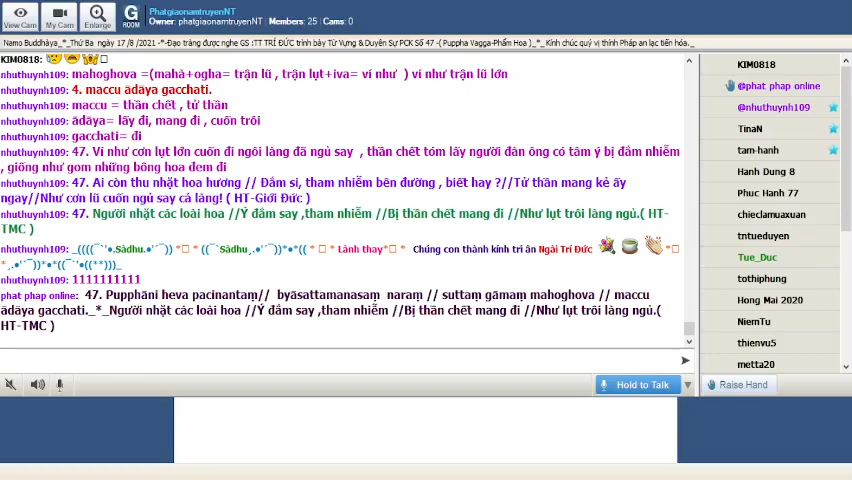 View Cam
My Cam
Enlarge
G
ROOM
PhatgiaonamtruyenNT
Owner: phatgiaonamtruyenNT | Members: 25 | Cams: 0
Namo Buddhàya_*_Thứ Ba ngày 17 /8 /2021 -*-Đạo tràng được nghe GS :TT TRÍ ĐỨC trình bày Từ Vựng & Duyên Sự PCK Số 47 -( Puppha Vagga-Phẩm Hoa )_*_ Kính chúc quý vị thính Pháp an lạc tiến hóa._
KIM0818:
nhuthuynh109: mahoghova =(mahà+ogha= trận lũ , trận lụt+iva= ví như ) ví như trận lũ lớn
nhuthuynh109: 4. maccu ādāya gacchati.
nhuthuynh109: maccu = thần chết , tử thần
nhuthuynh109: ādāya= lấy đi, mang đi , cuốn trôi
nhuthuynh109: gacchati= đi
nhuthuynh109: 47. Ví như cơn lụt lớn cuốn đi ngôi làng đã ngủ say , thần chết tóm lấy người đàn ông có tâm ý bị đắm nhiễm
, giống như gom những bông hoa đem đi
nhuthuynh109: 47. Ai còn thu nhặt hoa hương // Đắm si, tham nhiễm bên đường , biết hay ?//Tử thần mang kẻ ấy
ngay//Như cơn lũ cuốn ngủ say cả làng! ( HT-Giới Đức )
nhuthuynh109: 47. Người nhặt các loài hoa //Ý đắm say ,tham nhiễm //Bị thần chết mang đi //Như lụt trôi làng ngủ.( HT-
TMC )
nhuthuynh109: _((((¯`'•.Sàdhu.•'´¯)) *□ * ((¯`Sàdhu,.•'´¯))*•*(( * □ * Lành thay*□ * Chúng con thành kính tri ân Ngài Trí Đức *□
*¸.•'´¯))*•*((¯`'•((**)))_
nhuthuynh109: 1111111111
phat phap online: 47. Pupphāni heva pacinantaṃ// byāsattamanasaṃ naraṃ // suttaṃ gāmaṃ mahoghova // maccu
ādāya gacchati._*_Người nhặt các loài hoa //Ý đắm say ,tham nhiễm //Bị thần chết mang đi //Như lụt trôi làng ngủ.(
HT-TMC )
Hold to Talk
Raise Hand
KIM0818
@phat phap online
@nhuthuynh109
TinaN
tam-hanh
Hanh Dung 8
Phuc Hanh 77
chieclamuaxuan
tntueduyen
Tue_Duc
tothiphung
Hong Mai 2020
NiemTu
thienvu5
metta20